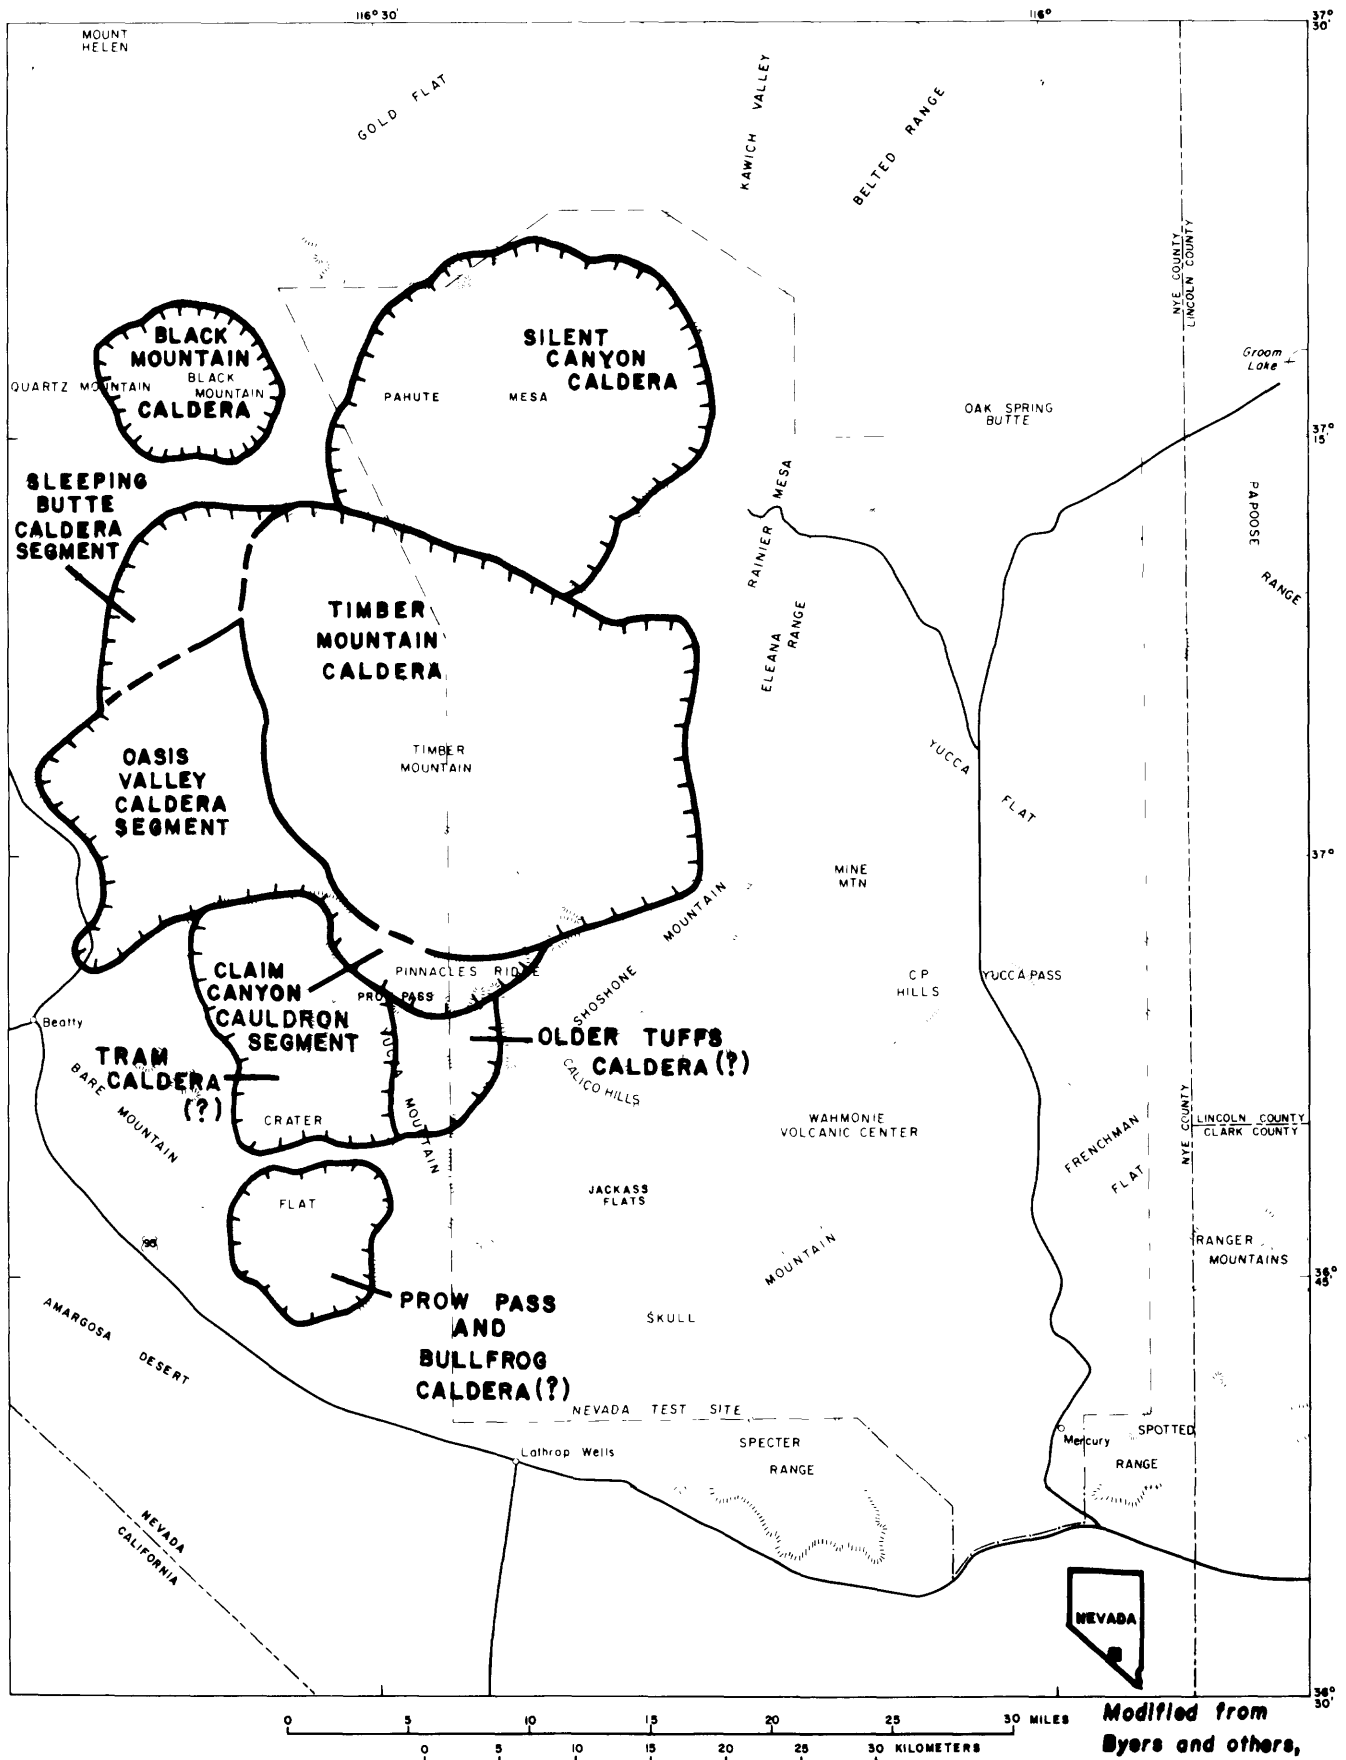 116° 30'
116°
37°
30'
MOUNT
HELEN
GOLD FLAT
KAWICH VALLEY
BELTED RANGE
NYE COUNTY
LINCOLN COUNTY
BLACK
MOUNTAIN
CALDERA
BLACK
MOUNTAIN
QUARTZ MOUNTAIN
SILENT
CANYON
CALDERA
PAHUTE MESA
Groom
Lake
OAK SPRING
BUTTE
37°
15'
SLEEPING
BUTTE
CALDERA
SEGMENT
RAINIER MESA
PAPOOSE
RANGE
TIMBER
MOUNTAIN
CALDERA
ELEANA
RANGE
OASIS
VALLEY
CALDERA
SEGMENT
TIMBER
MOUNTAIN
YUCCA
FLAT
37°
MINE
MTN
SHOSHONE MOUNTAIN
CLAIM
CANYON
CAULDRON
SEGMENT
PINNACLES RIDGE
PROW PASS
CP
HILLS
YUCCA PASS
Beatty
OLDER TUFFS
CALDERA (?)
TRAM
CALDERA
(?)
BARE MOUNTAIN
YUCCA MOUNTAIN
CALICO HILLS
CRATER
FLAT
WAHMONIE
VOLCANIC CENTER
FRENCHMAN
FLAT
NYE COUNTY
LINCOLN COUNTY
CLARK COUNTY
JACKASS
FLATS
95
RANGER
MOUNTAINS
36°
45'
SKULL MOUNTAIN
PROW PASS
AND
BULLFROG
CALDERA (?)
AMARGOSA
DESERT
NEVADA TEST SITE
SPECTER
RANGE
Mercury
SPOTTED
RANGE
Lathrop Wells
NEVADA
CALIFORNIA
NEVADA
36°
30'
0 5 10 15 20 25 30 MILES
0 5 10 15 20 25 30 KILOMETERS
Modified from
Byers and others,